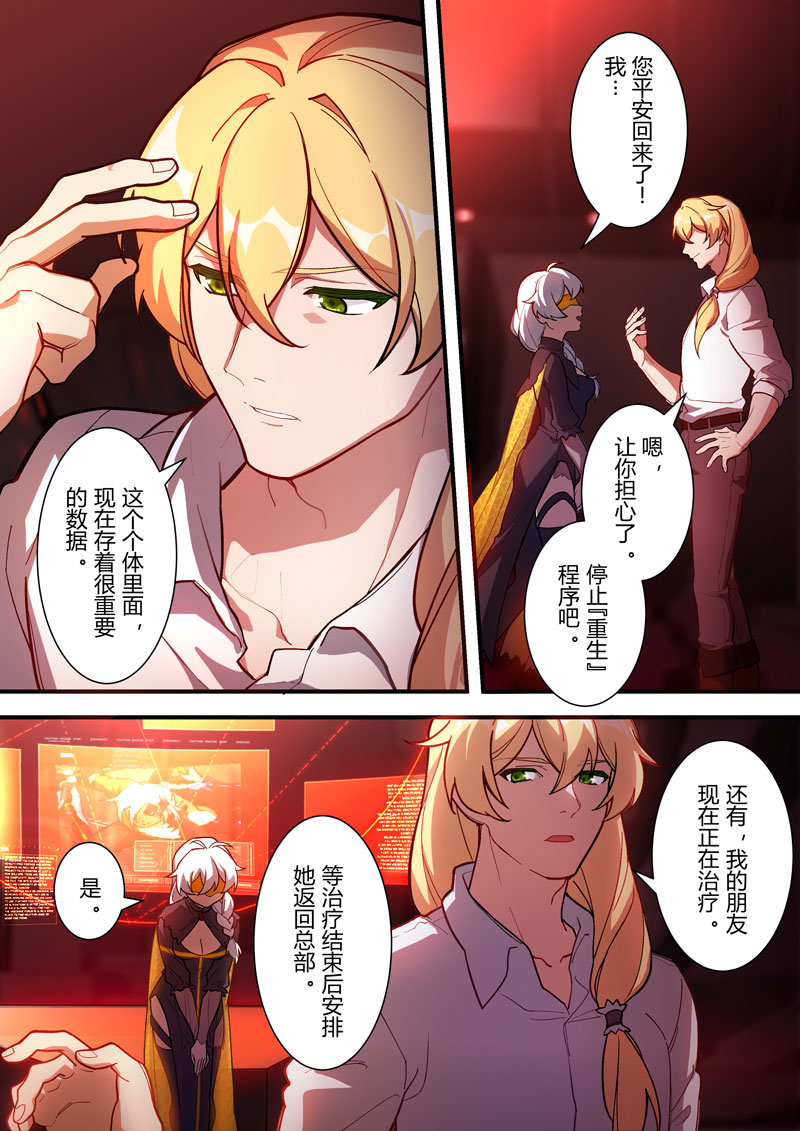 您平安回来了！
我…
嗯，
让你担心了。
停止『重生』
程序吧。
这个个体里面，
现在存着很重要
的数据。
还有，我的朋友
现在正在治疗。
等治疗结束后安排
她返回总部。
是。